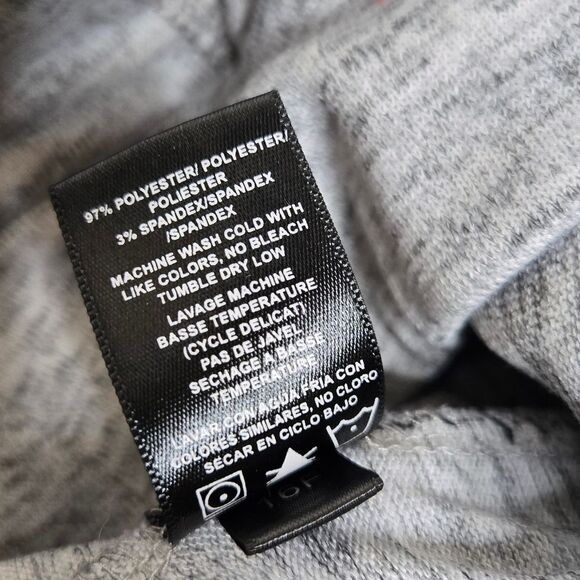 97% POLYESTER/ POLYESTER/
POLIESTER
3% SPANDEX/SPANDEX
/SPANDEX
MACHINE WASH COLD WITH
LIKE COLORS, NO BLEACH
TUMBLE DRY LOW
LAVAGE MACHINE
BASSE TEMPERATURE
(CYCLE DELICAT)
PAS DE JAVEL
SECHAGE A BASSE
TEMPERATURE
LAVAR CON AGUA FRIA CON
COLORES SIMILARES, NO CLORO
SECAR EN CICLO BAJO